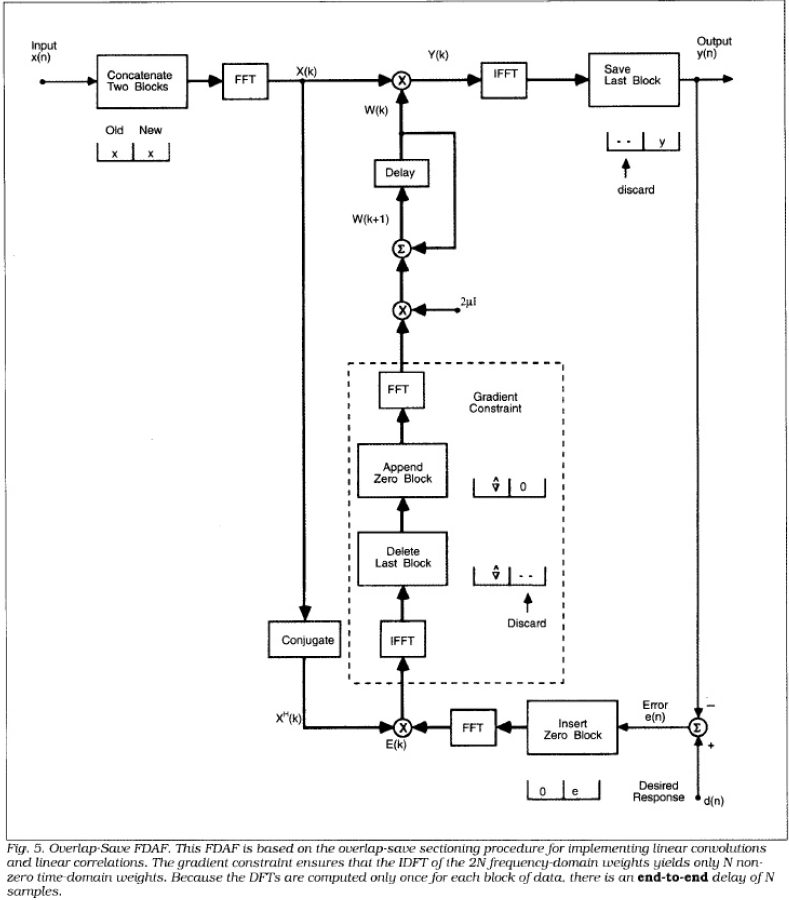 Input
x(n)
Concatenate
Two Blocks
FFT
X(k)
X
Y(k)
IFFT
Save
Last Block
Output
y(n)
Old New
x x
W(k)
- - y
discard
Delay
W(k+1)
Σ
X
2μI
FFT
Gradient
Constraint
Append
Zero Block
∇̂ 0
Delete
Last Block
∇̂ - -
Discard
Conjugate
IFFT
Xᴴ(k)
X
E(k)
FFT
Insert
Zero Block
Error
e(n)
−
Σ
+
0 e
Desired
Response
d(n)
Fig. 5. Overlap-Save FDAF. This FDAF is based on the overlap-save sectioning procedure for implementing linear convolutions
and linear correlations. The gradient constraint ensures that the IDFT of the 2N frequency-domain weights yields only N non-
zero time-domain weights. Because the DFTs are computed only once for each block of data, there is an end-to-end delay of N
samples.